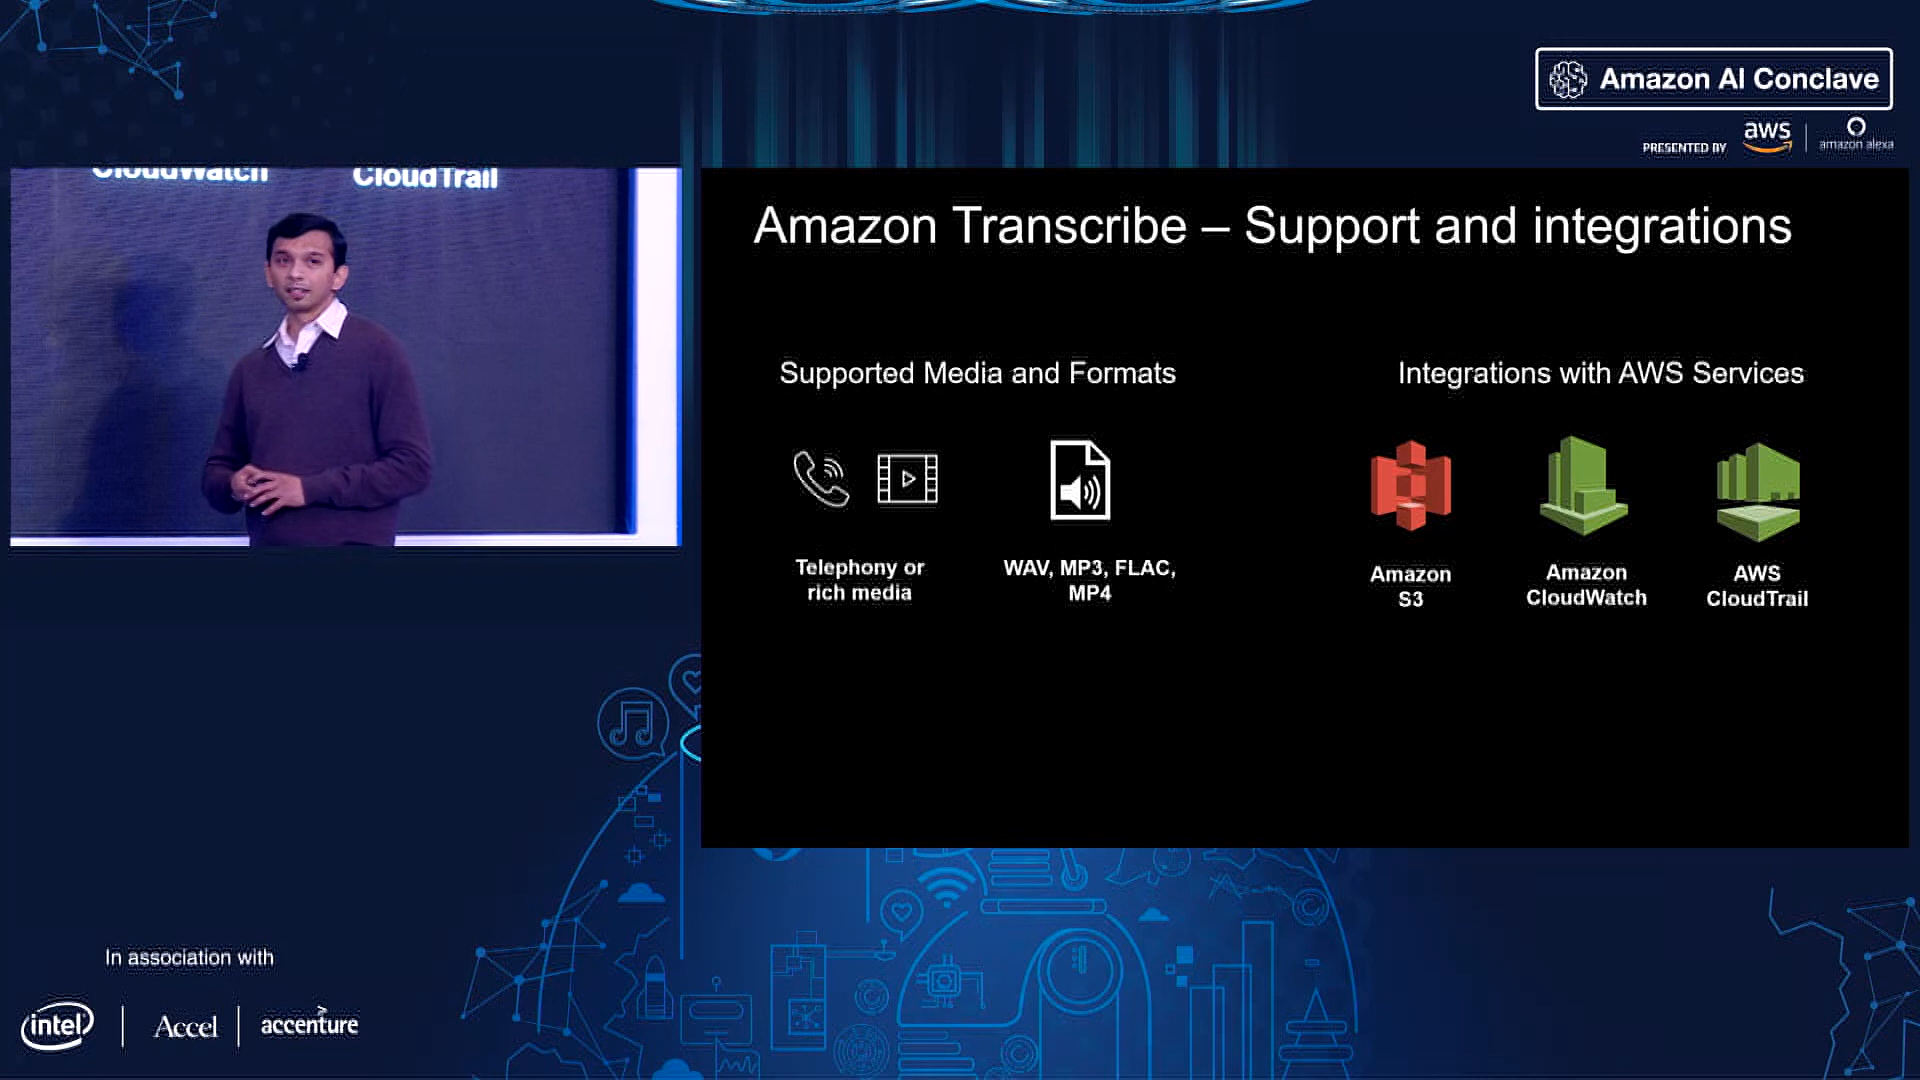 Amazon AI Conclave
PRESENTED BY
aws
amazon alexa
CloudWatch
CloudTrail
Amazon Transcribe – Support and integrations
Supported Media and Formats
Integrations with AWS Services
Telephony or
rich media
WAV, MP3, FLAC,
MP4
Amazon
S3
Amazon
CloudWatch
AWS
CloudTrail
In association with
intel
Accel
accenture